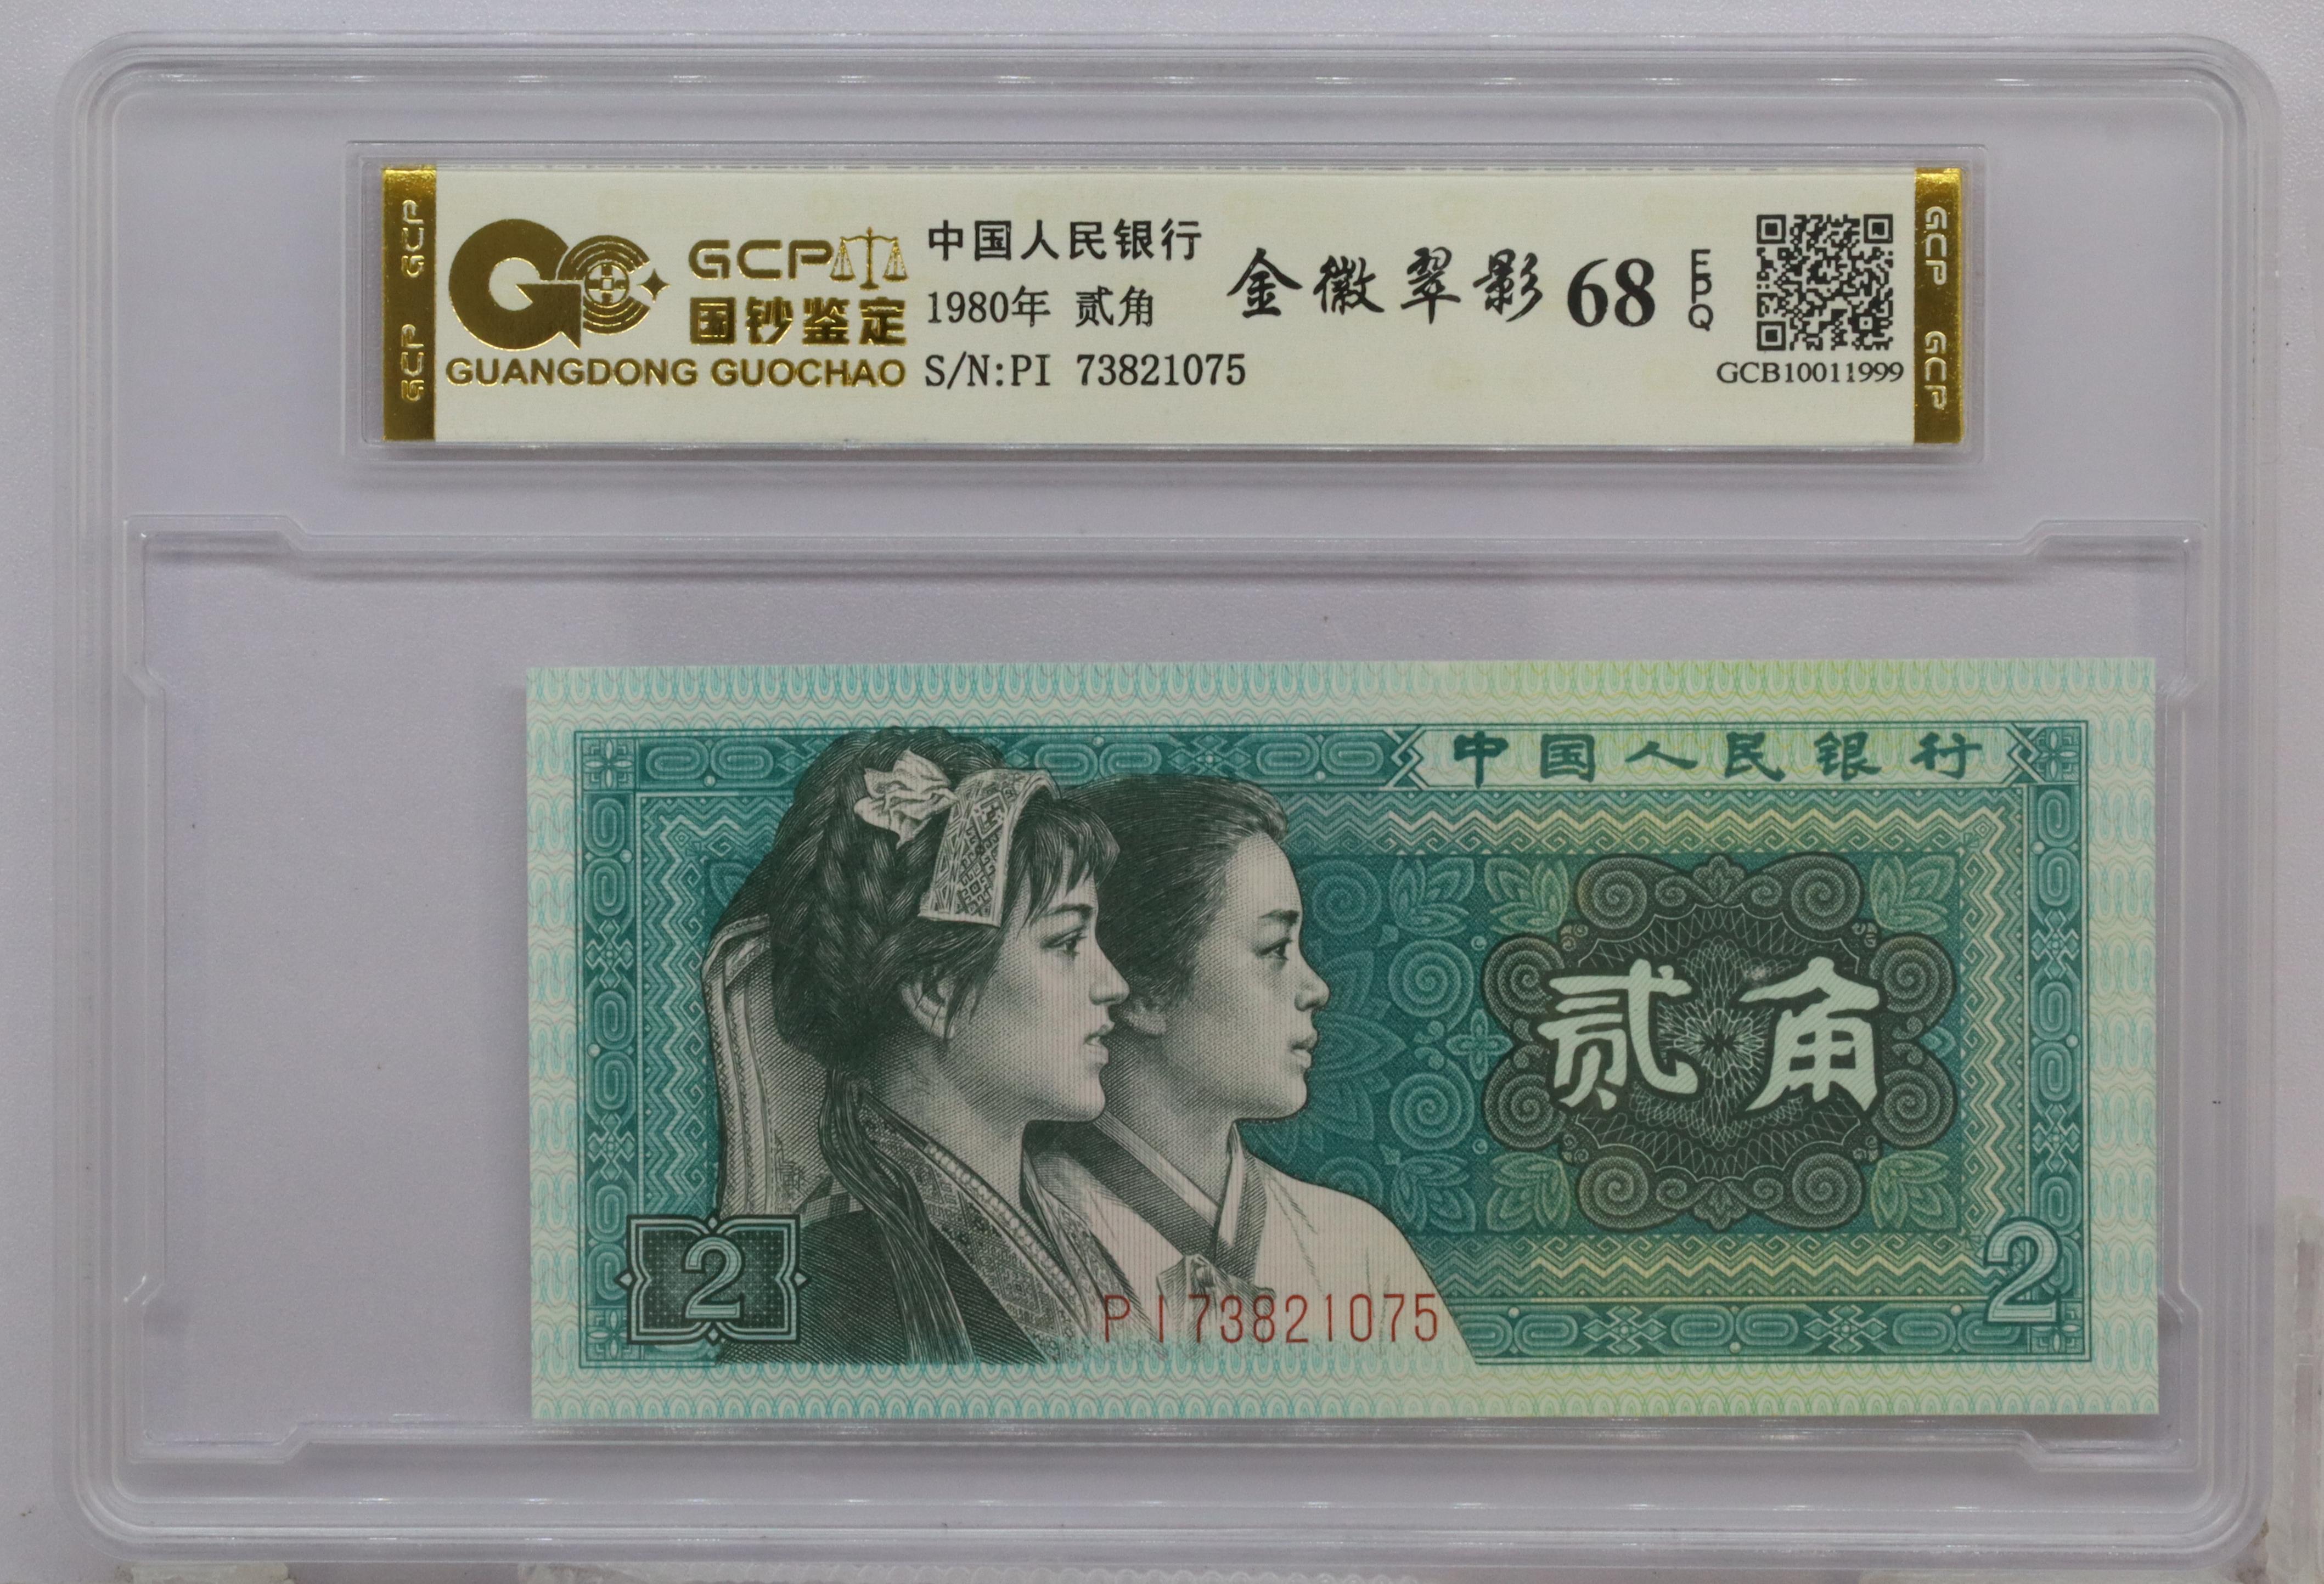 GCP
国钞鉴定
GUANGDONG GUOCHAO
中国人民银行
1980年 贰角
S/N:PI 73821075
金徽翠影 68 EPQ
GCB10011999
GCP GCP
GCP GCP
中国人民银行
贰角
2
PI73821075
2